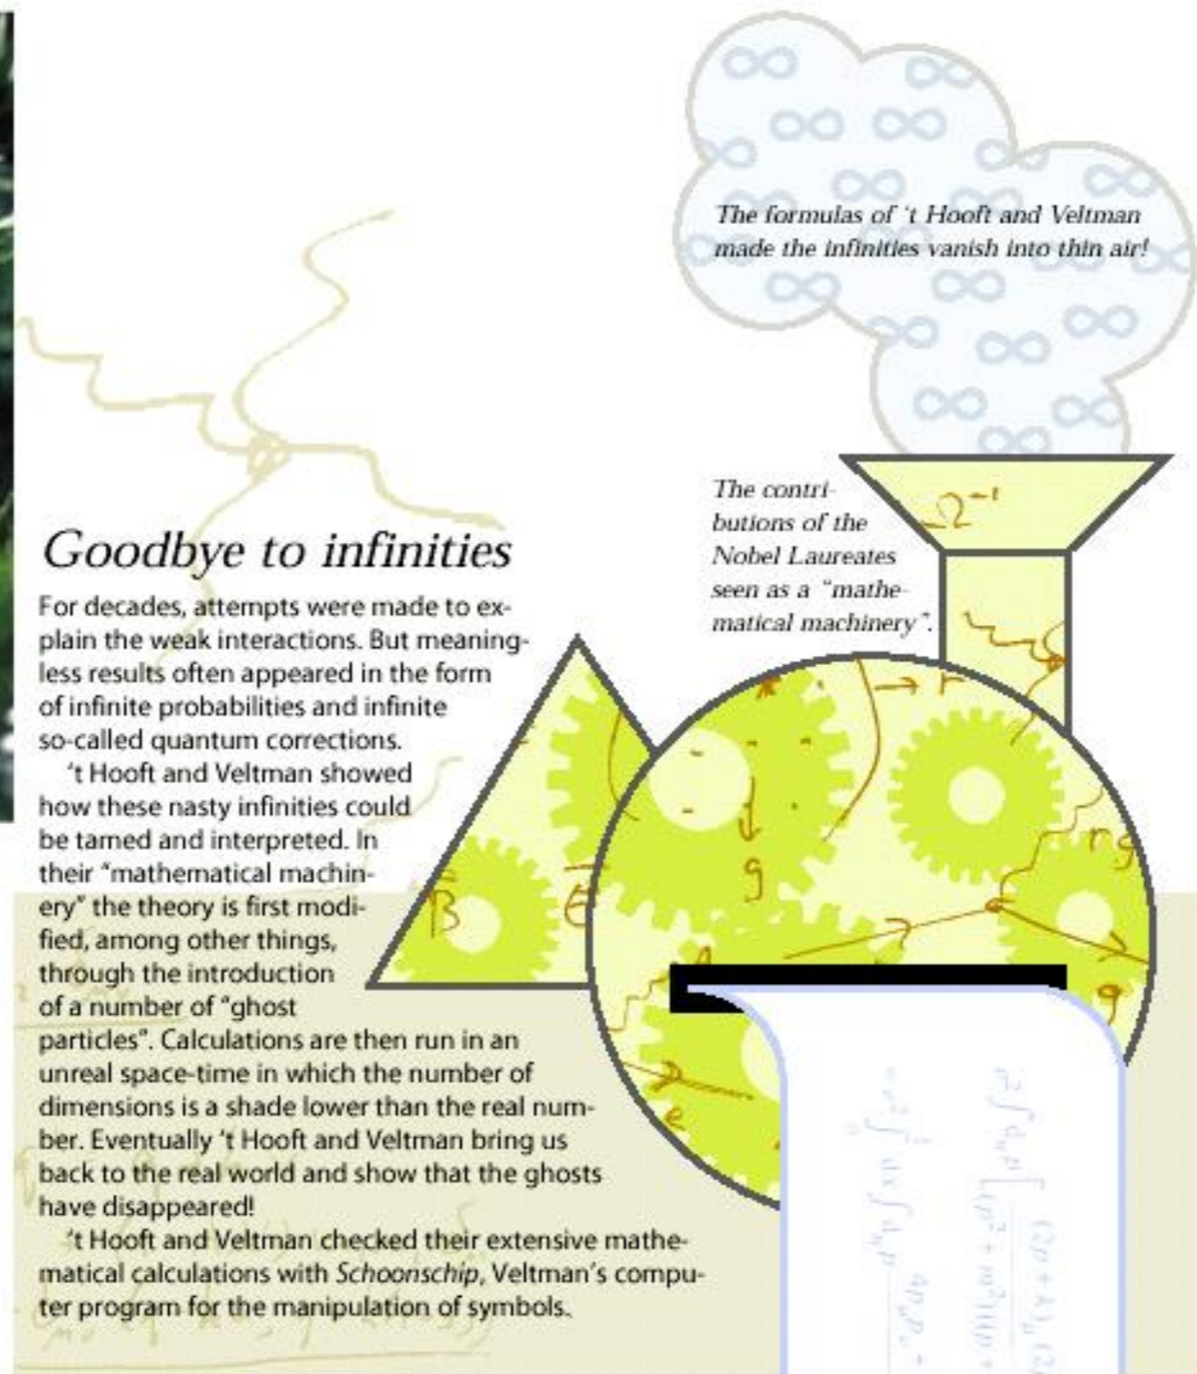 The formulas of 't Hooft and Veltman
made the infinities vanish into thin air!
The contri-
butions of the
Nobel Laureates
seen as a "mathe-
matical machinery".
Goodbye to infinities
For decades, attempts were made to ex-
plain the weak interactions. But meaning-
less results often appeared in the form
of infinite probabilities and infinite
so-called quantum corrections.
't Hooft and Veltman showed
how these nasty infinities could
be tamed and interpreted. In
their "mathematical machin-
ery" the theory is first modi-
fied, among other things,
through the introduction
of a number of "ghost
particles". Calculations are then run in an
unreal space-time in which the number of
dimensions is a shade lower than the real num-
ber. Eventually 't Hooft and Veltman bring us
back to the real world and show that the ghosts
have disappeared!
't Hooft and Veltman checked their extensive mathe-
matical calculations with Schoonschip, Veltman's compu-
ter program for the manipulation of symbols.
Ω⁻¹
r
g
B
E
rg
g
e